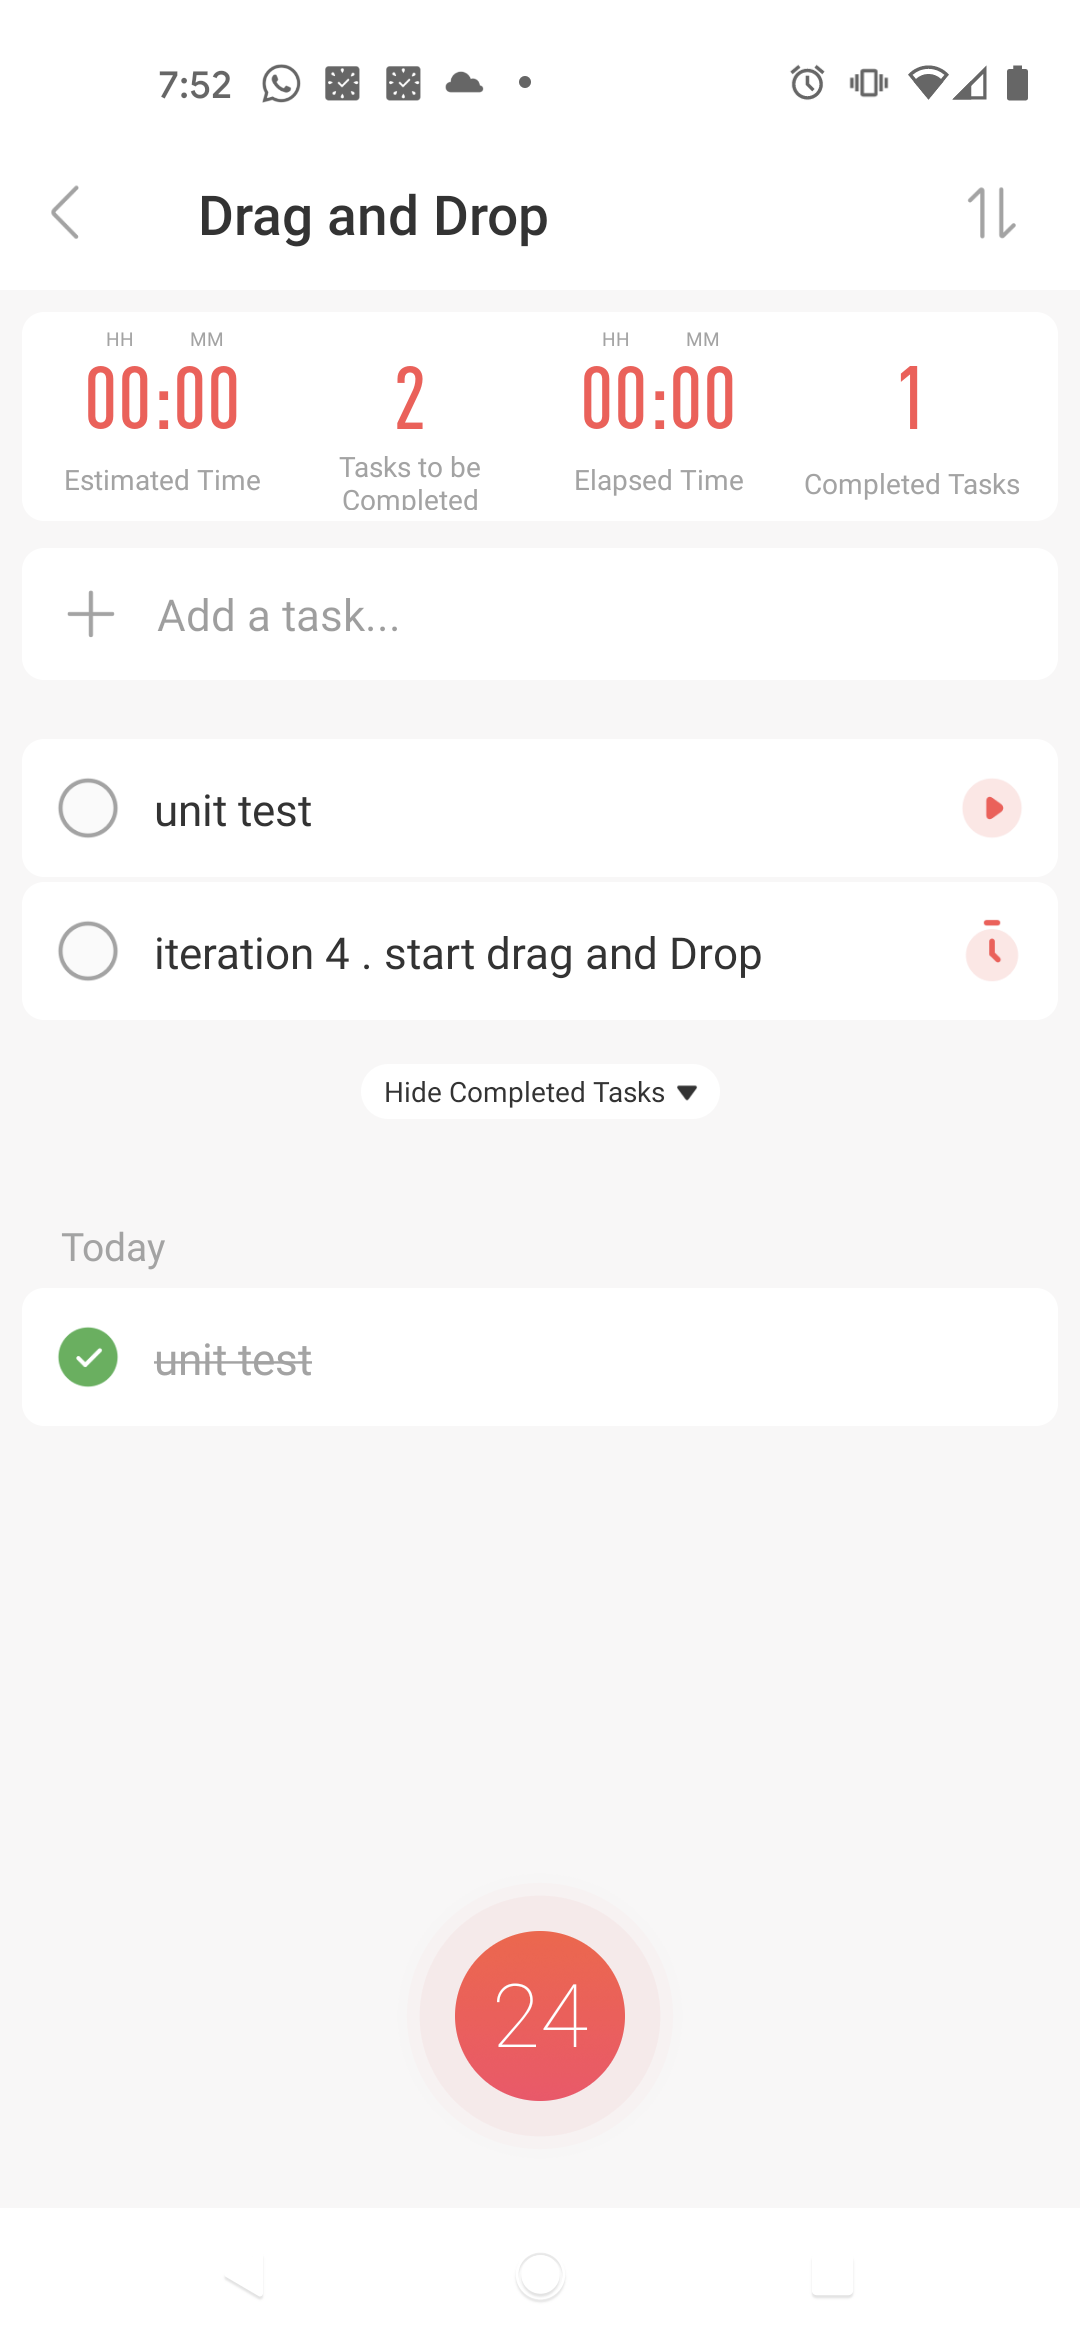 7:52
Drag and Drop
HH MM HH MM
00:00 2 00:00 1
Estimated Time Tasks to be Completed Elapsed Time Completed Tasks
Add a task...
unit test
iteration 4 . start drag and Drop
Hide Completed Tasks
Today
unit test
24